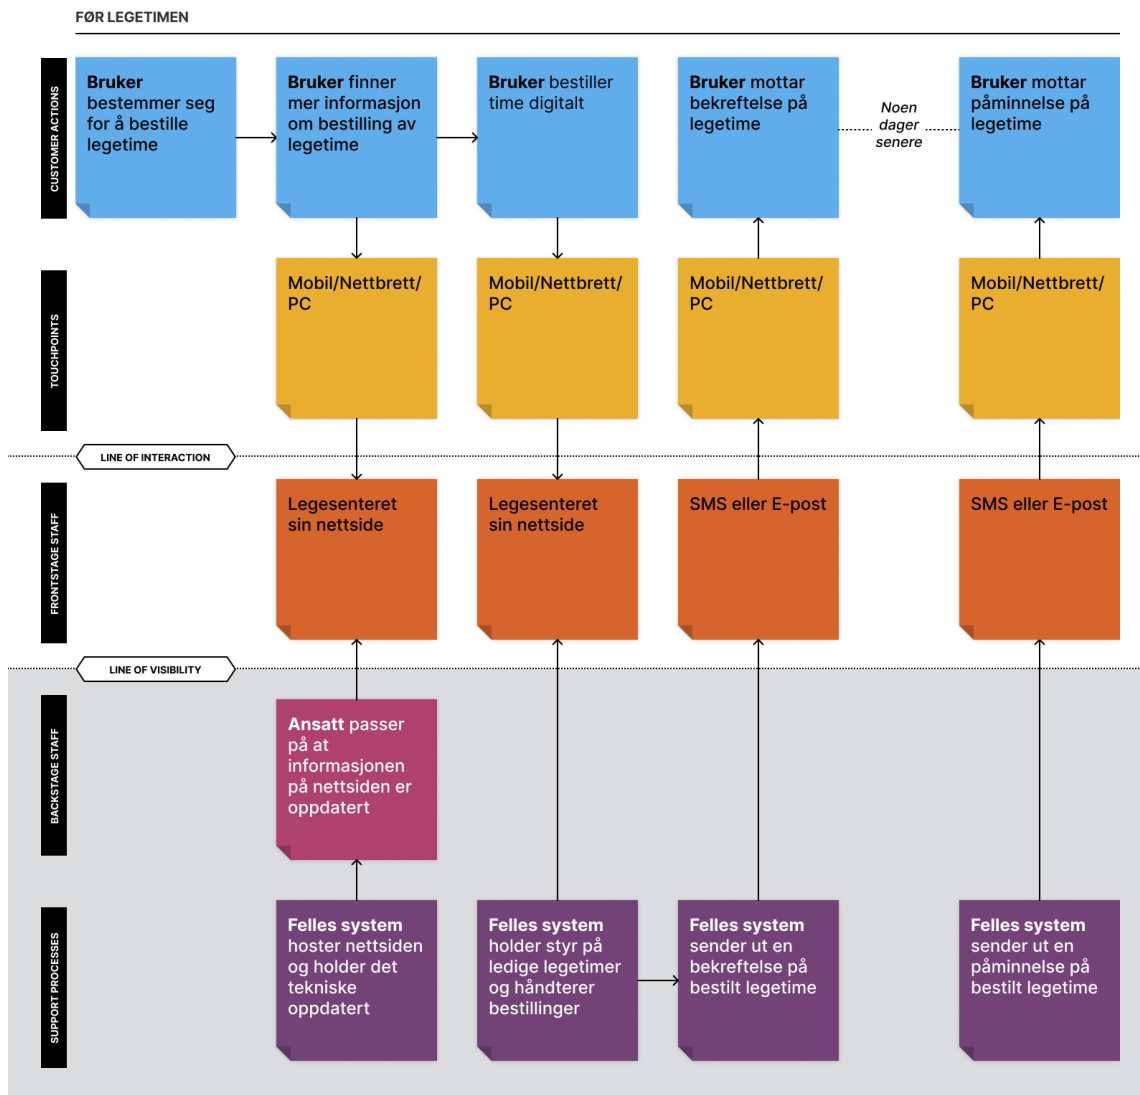 FØR LEGETIMEN
CUSTOMER ACTIONS
Bruker
bestemmer seg
for å bestille
legetime
Bruker finner
mer informasjon
om bestilling av
legetime
Bruker bestiller
time digitalt
Bruker mottar
bekreftelse på
legetime
Noen
dager
senere
Bruker mottar
påminnelse på
legetime
TOUCHPOINTS
Mobil/Nettbrett/
PC
Mobil/Nettbrett/
PC
Mobil/Nettbrett/
PC
Mobil/Nettbrett/
PC
LINE OF INTERACTION
FRONTSTAGE STAFF
Legesenteret
sin nettside
Legesenteret
sin nettside
SMS eller E-post
SMS eller E-post
LINE OF VISIBILITY
BACKSTAGE STAFF
Ansatt passer
på at
informasjonen
på nettsiden er
oppdatert
SUPPORT PROCESSES
Felles system
hoster nettsiden
og holder det
tekniske
oppdatert
Felles system
holder styr på
ledige legetimer
og håndterer
bestillinger
Felles system
sender ut en
bekreftelse på
bestilt legetime
Felles system
sender ut en
påminnelse på
bestilt legetime